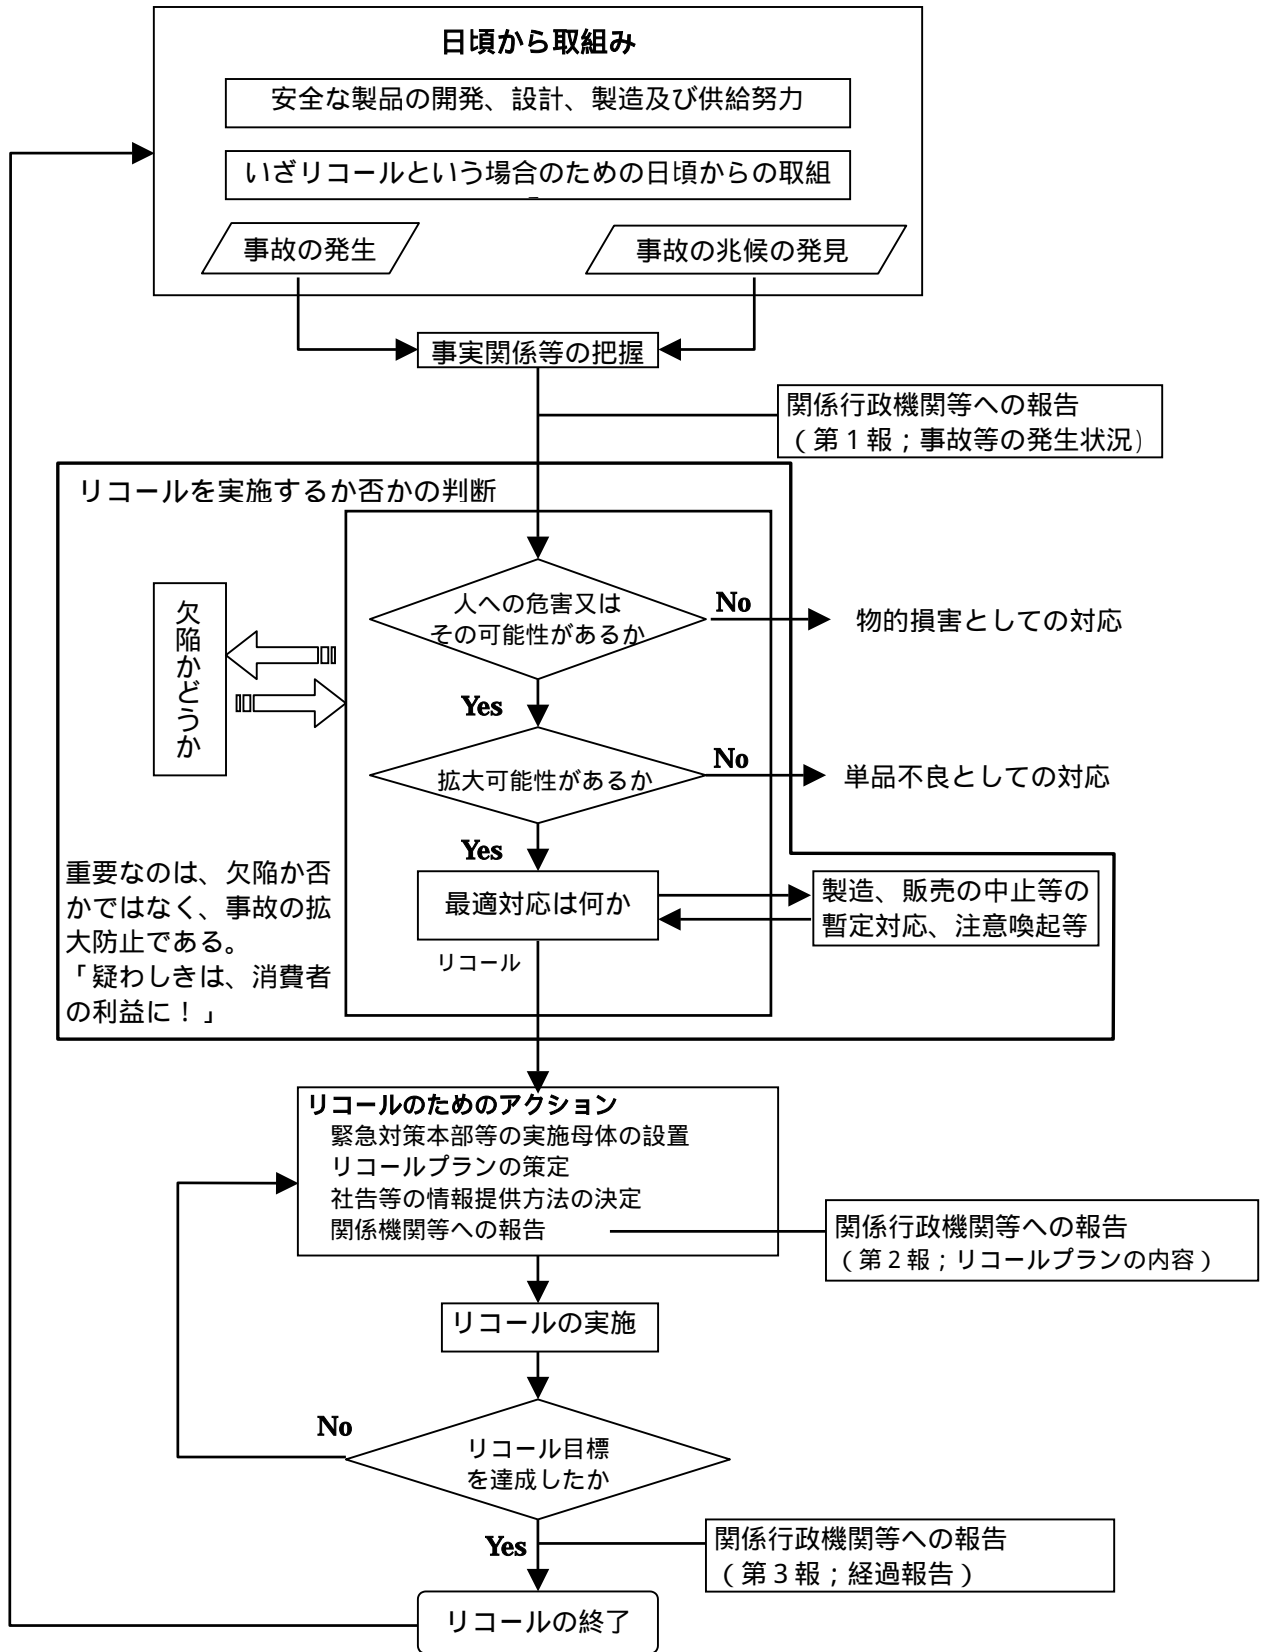 日頃から取組み
安全な製品の開発、設計、製造及び供給努力
いざリコールという場合のための日頃からの取組
事故の発生
事故の兆候の発見
事実関係等の把握
関係行政機関等への報告
（第１報；事故等の発生状況）
リコールを実施するか否かの判断
人への危害又は
その可能性があるか
No
物的損害としての対応
欠陥かどうか
Yes
拡大可能性があるか
No
単品不良としての対応
Yes
重要なのは、欠陥か否
かではなく、事故の拡
大防止である。
「疑わしきは、消費者
の利益に！」
最適対応は何か
製造、販売の中止等の
暫定対応、注意喚起等
リコール
リコールのためのアクション
緊急対策本部等の実施母体の設置
リコールプランの策定
社告等の情報提供方法の決定
関係機関等への報告
関係行政機関等への報告
（第２報；リコールプランの内容）
リコールの実施
No
リコール目標
を達成したか
Yes
関係行政機関等への報告
（第３報；経過報告）
リコールの終了